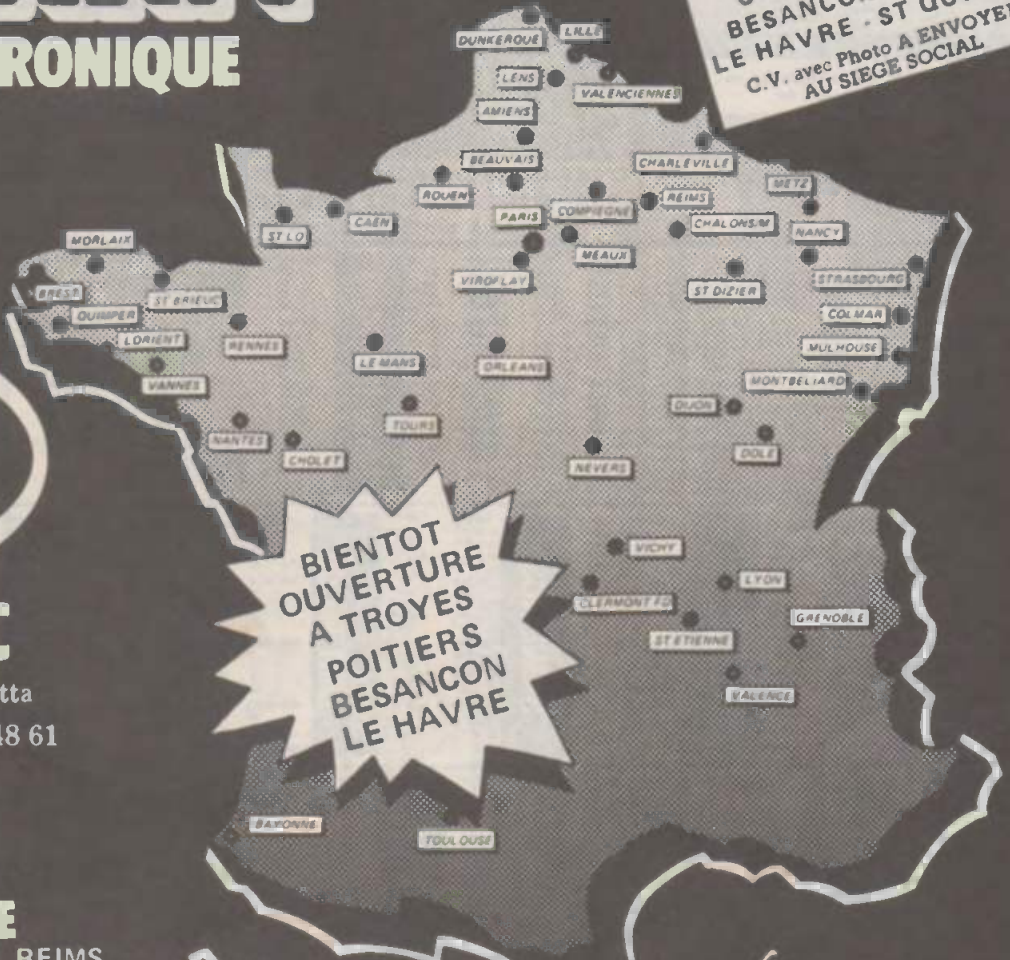 RONIQUE
BESANCON
LE HAVRE - ST QU
C.V. avec Photo A ENVOYER
AU SIEGE SOCIAL
DUNKERQUE
LILLE
LENS
VALENCIENNES
AMIENS
BEAUVAIS
CHARLEVILLE
ROUEN
METZ
REIMS
PARIS
COMPIEGNE
CAEN
CHALONS/M
NANCY
ST LO
MORLAIX
MEAUX
VIROFLAY
STRASBOURG
BREST
ST BRIEUC
ST DIZIER
QUIMPER
COLMAR
LORIENT
RENNES
MULHOUSE
LE MANS
ORLEANS
VANNES
MONTBELIARD
DIJON
TOURS
NANTES
CHOLET
DOLE
NEVERS
BIENTOT
OUVERTURE
A TROYES
POITIERS
BESANCON
LE HAVRE
VICHY
LYON
CLERMONT FD
GRENOBLE
ST ETIENNE
VALENCE
tta
48 61
BAYONNE
TOULOUSE
E
REIMS